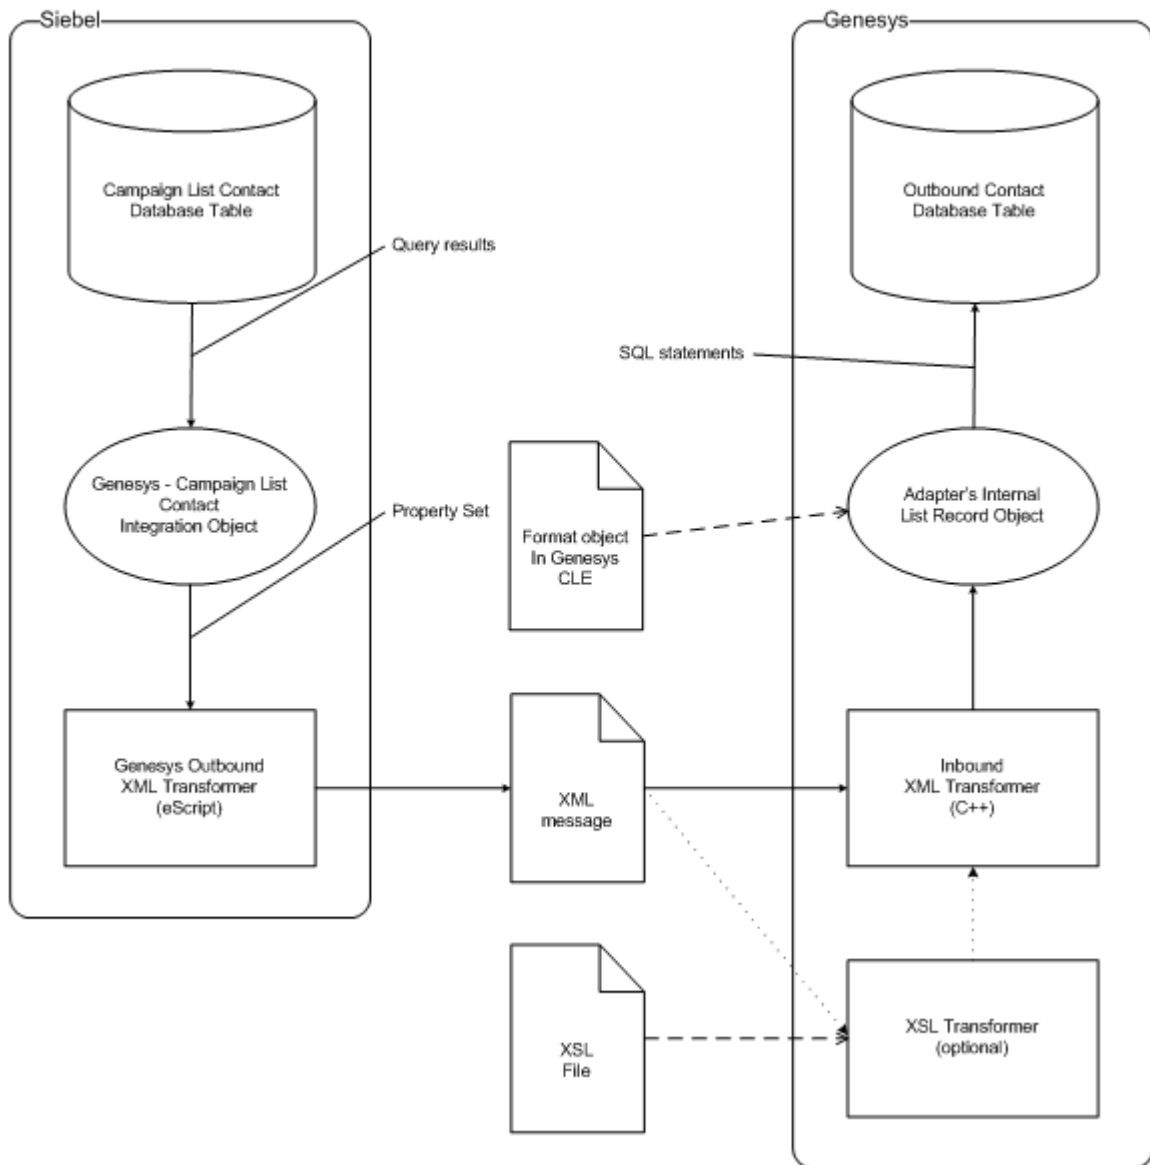 Siebel
Genesys
Campaign List Contact
Database Table
Outbound Contact
Database Table
Query results
SQL statements
Genesys - Campaign List
Contact
Integration Object
Property Set
Format object
In Genesys
CLE
Adapter's Internal
List Record Object
Genesys Outbound
XML Transformer
(eScript)
XML
message
Inbound
XML Transformer
(C++)
XSL
File
XSL Transformer
(optional)